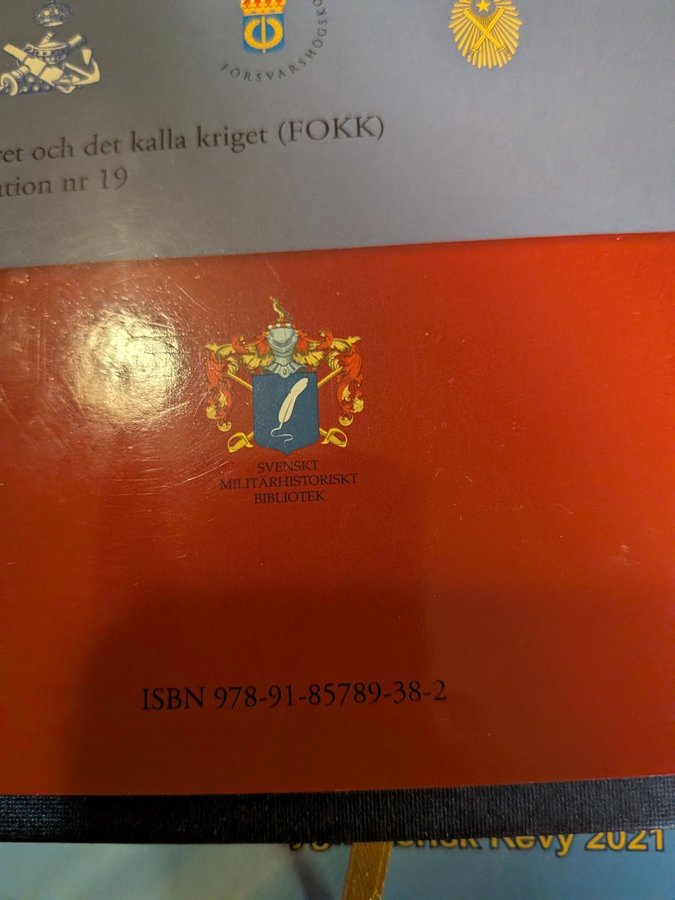 FÖRSVARSHÖGSKO
ret och det kalla kriget (FOKK)
tion nr 19
SVENSKT
MILITÄRHISTORISKT
BIBLIOTEK
ISBN 978-91-85789-38-2
Revy 2021